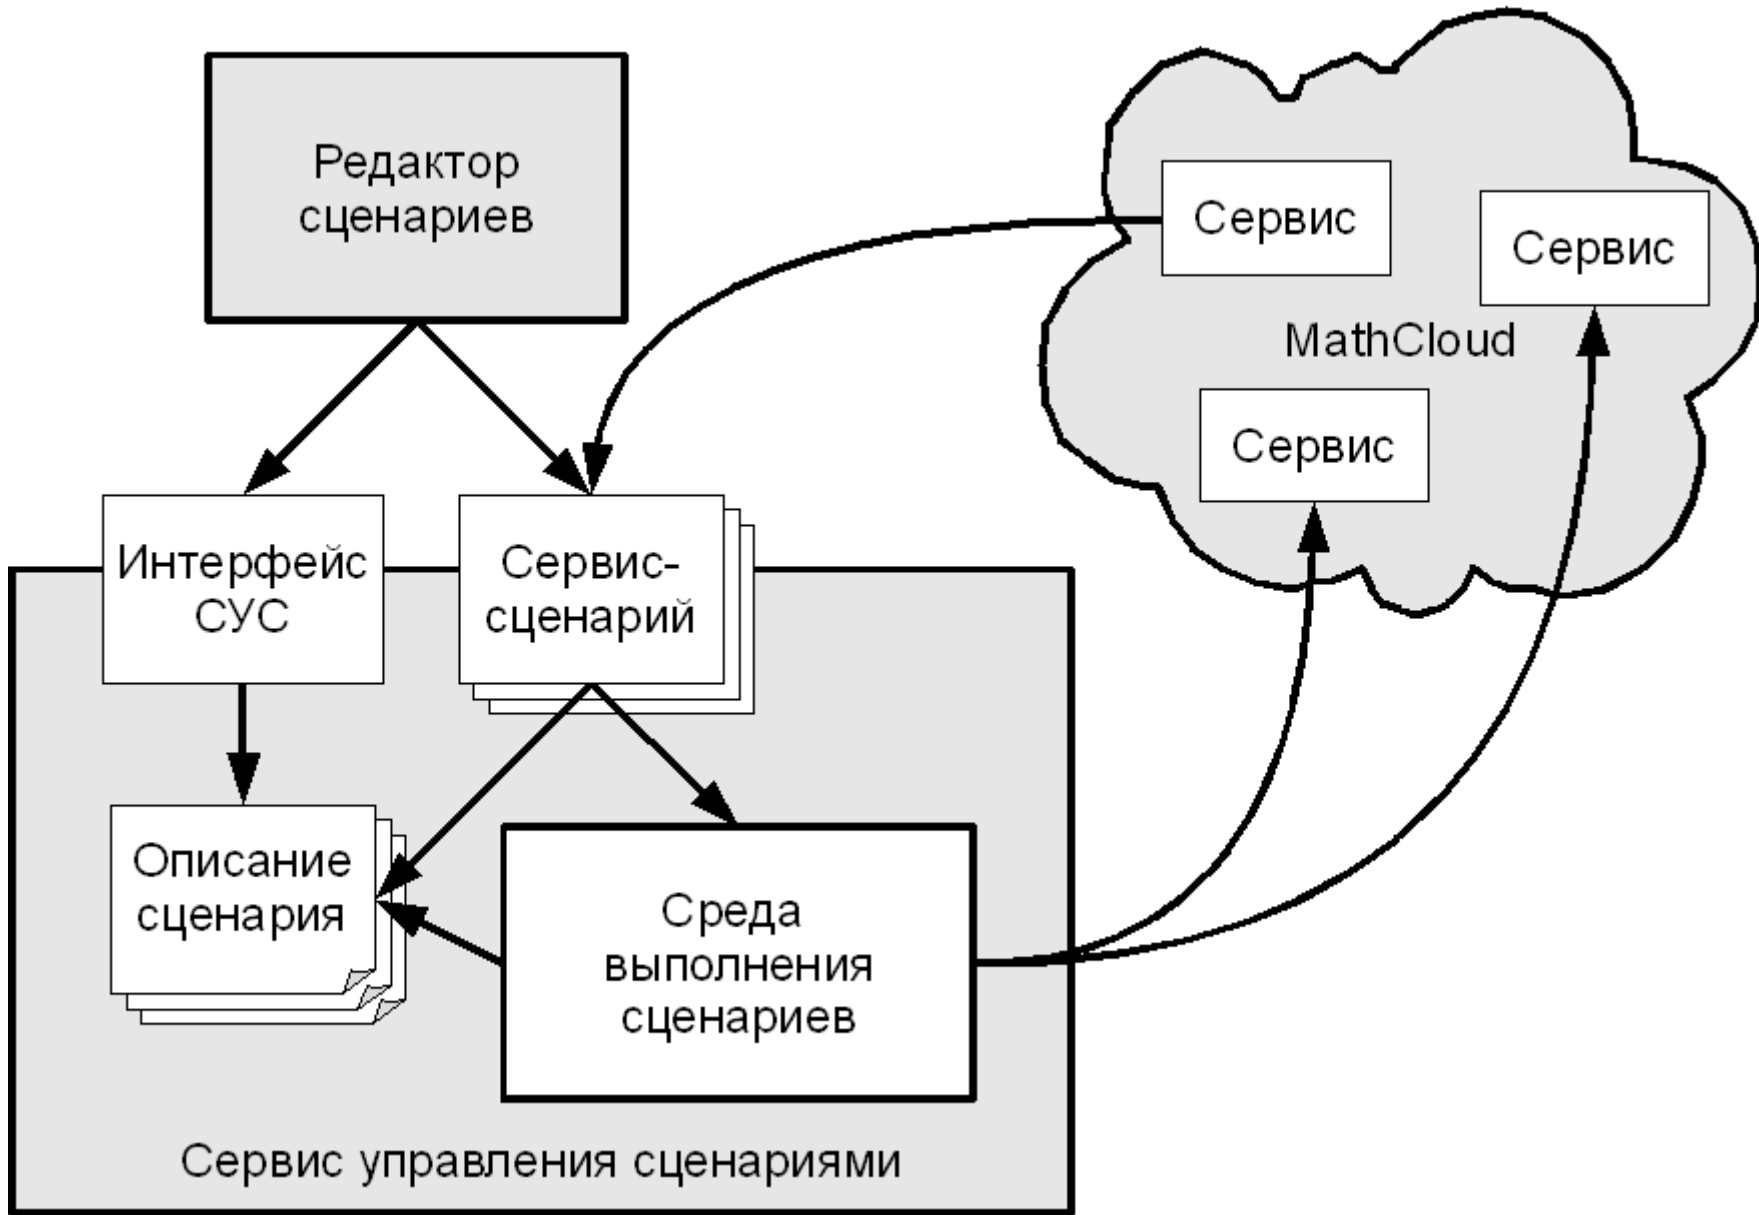 Редактор
сценариев
Сервис
Сервис
MathCloud
Сервис
Интерфейс
СУС
Сервис-
сценарий
Описание
сценария
Среда
выполнения
сценариев
Сервис управления сценариями